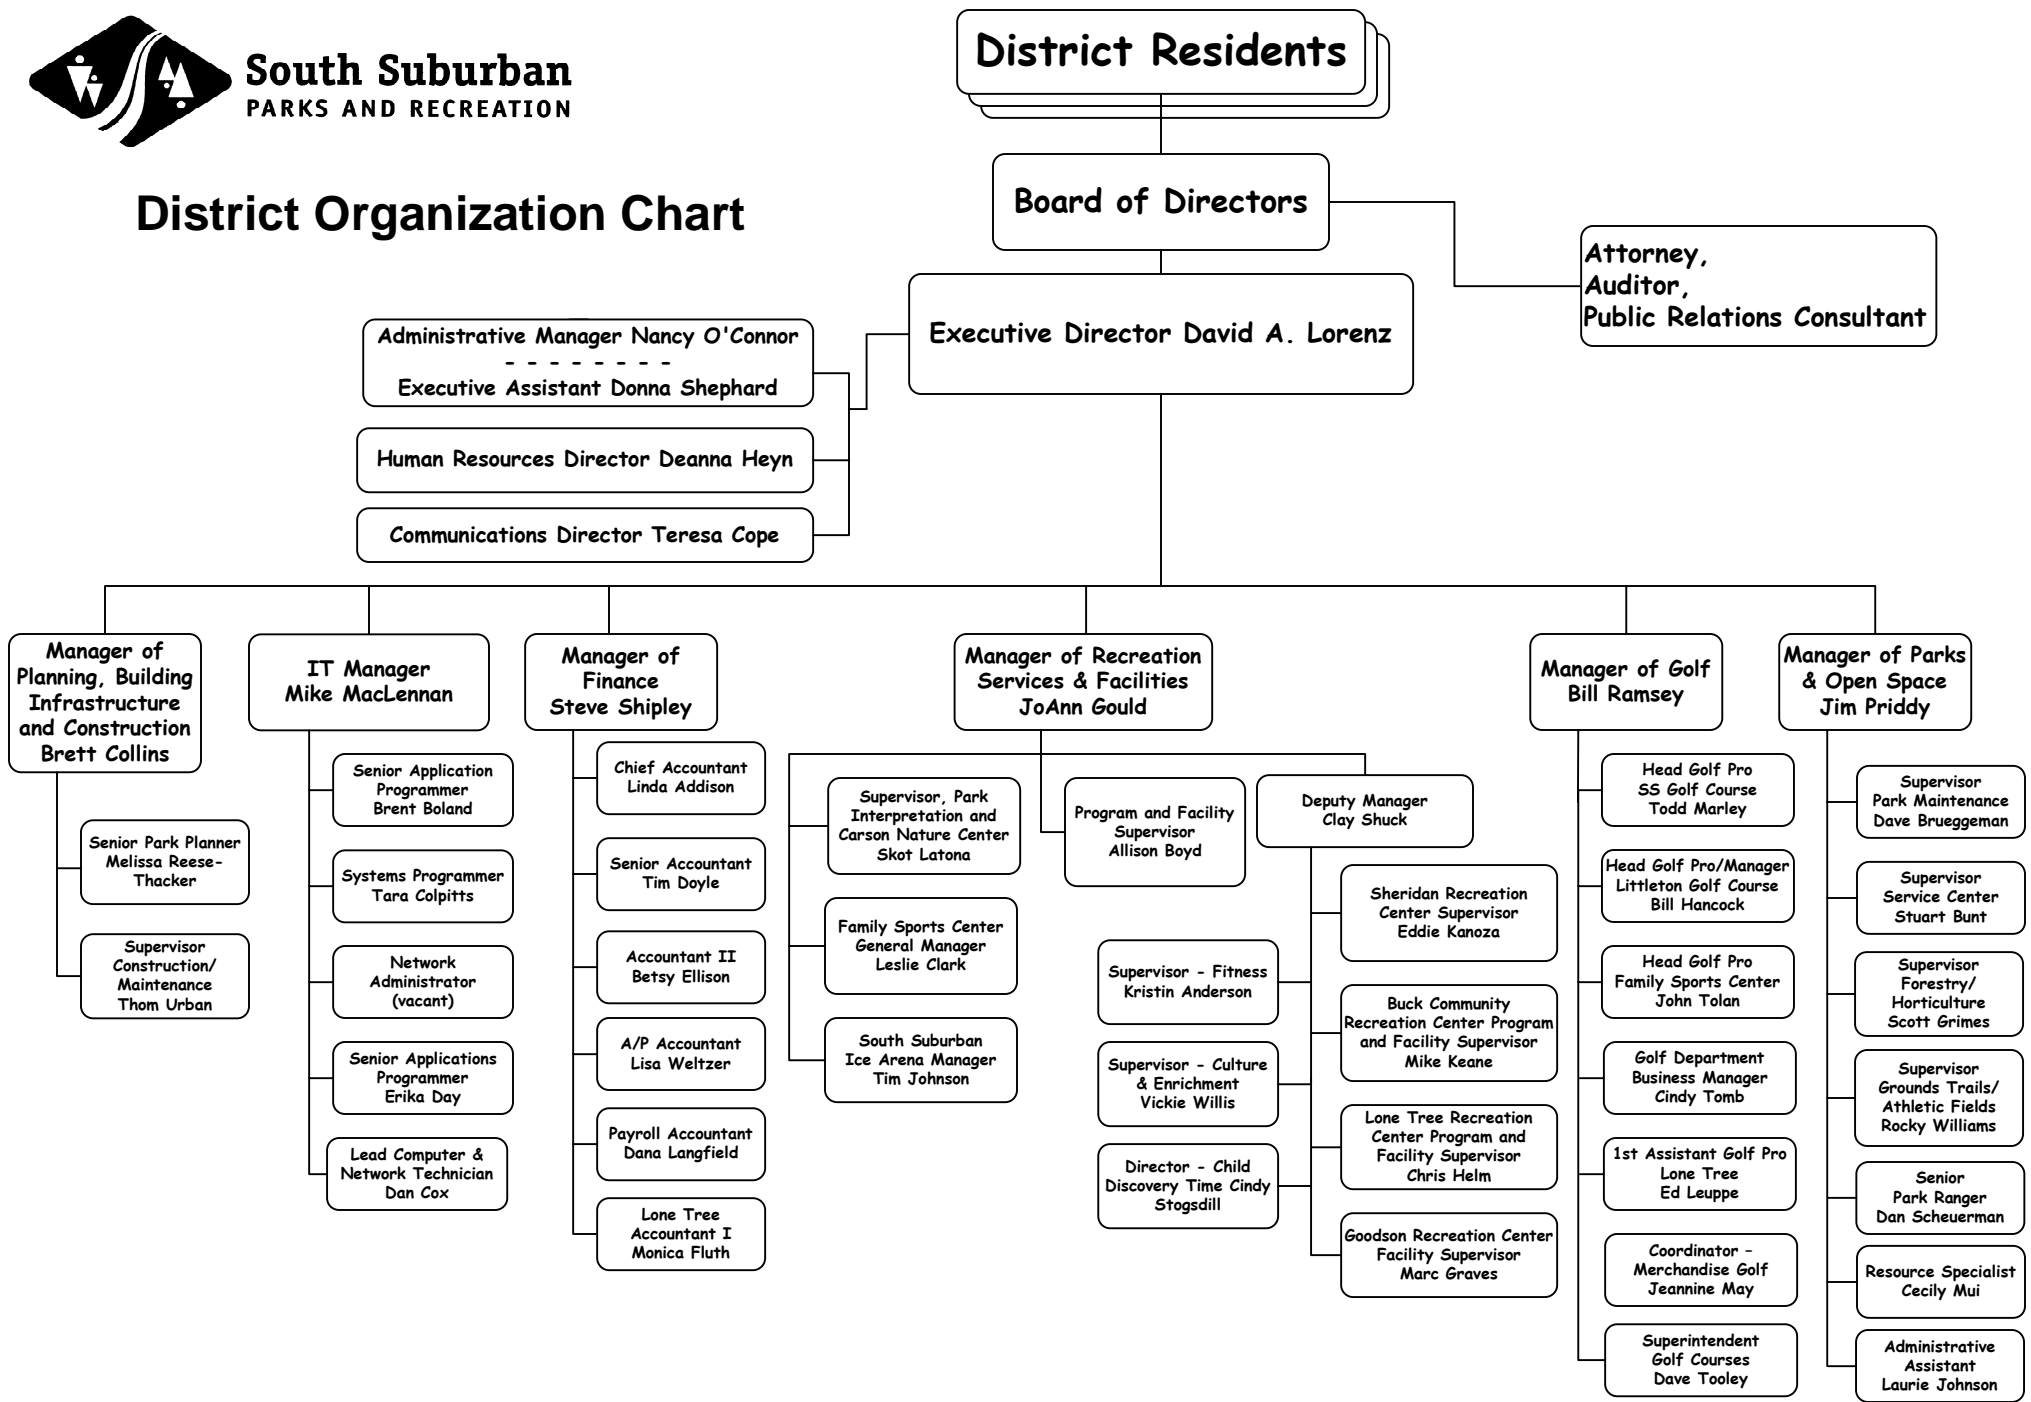 South Suburban
PARKS AND RECREATION
District Organization Chart
District Residents
Board of Directors
Attorney,
Auditor,
Public Relations Consultant
Executive Director David A. Lorenz
Administrative Manager Nancy O'Connor
- - - - - - - -
Executive Assistant Donna Shephard
Human Resources Director Deanna Heyn
Communications Director Teresa Cope
Manager of
Planning, Building
Infrastructure
and Construction
Brett Collins
Senior Park Planner
Melissa Reese-
Thacker
Supervisor
Construction/
Maintenance
Thom Urban
IT Manager
Mike MacLennan
Senior Application
Programmer
Brent Boland
Systems Programmer
Tara Colpitts
Network
Administrator
(vacant)
Senior Applications
Programmer
Erika Day
Lead Computer &
Network Technician
Dan Cox
Manager of
Finance
Steve Shipley
Chief Accountant
Linda Addison
Senior Accountant
Tim Doyle
Accountant II
Betsy Ellison
A/P Accountant
Lisa Weltzer
Payroll Accountant
Dana Langfield
Lone Tree
Accountant I
Monica Fluth
Manager of Recreation
Services & Facilities
JoAnn Gould
Supervisor, Park
Interpretation and
Carson Nature Center
Skot Latona
Family Sports Center
General Manager
Leslie Clark
South Suburban
Ice Arena Manager
Tim Johnson
Program and Facility
Supervisor
Allison Boyd
Deputy Manager
Clay Shuck
Supervisor - Fitness
Kristin Anderson
Supervisor - Culture
& Enrichment
Vickie Willis
Director - Child
Discovery Time Cindy
Stogsdill
Sheridan Recreation
Center Supervisor
Eddie Kanoza
Buck Community
Recreation Center Program
and Facility Supervisor
Mike Keane
Lone Tree Recreation
Center Program and
Facility Supervisor
Chris Helm
Goodson Recreation Center
Facility Supervisor
Marc Graves
Manager of Golf
Bill Ramsey
Head Golf Pro
SS Golf Course
Todd Marley
Head Golf Pro/Manager
Littleton Golf Course
Bill Hancock
Head Golf Pro
Family Sports Center
John Tolan
Golf Department
Business Manager
Cindy Tomb
1st Assistant Golf Pro
Lone Tree
Ed Leuppe
Coordinator –
Merchandise Golf
Jeannine May
Superintendent
Golf Courses
Dave Tooley
Manager of Parks
& Open Space
Jim Priddy
Supervisor
Park Maintenance
Dave Brueggeman
Supervisor
Service Center
Stuart Bunt
Supervisor
Forestry/
Horticulture
Scott Grimes
Supervisor
Grounds Trails/
Athletic Fields
Rocky Williams
Senior
Park Ranger
Dan Scheuerman
Resource Specialist
Cecily Mui
Administrative
Assistant
Laurie Johnson